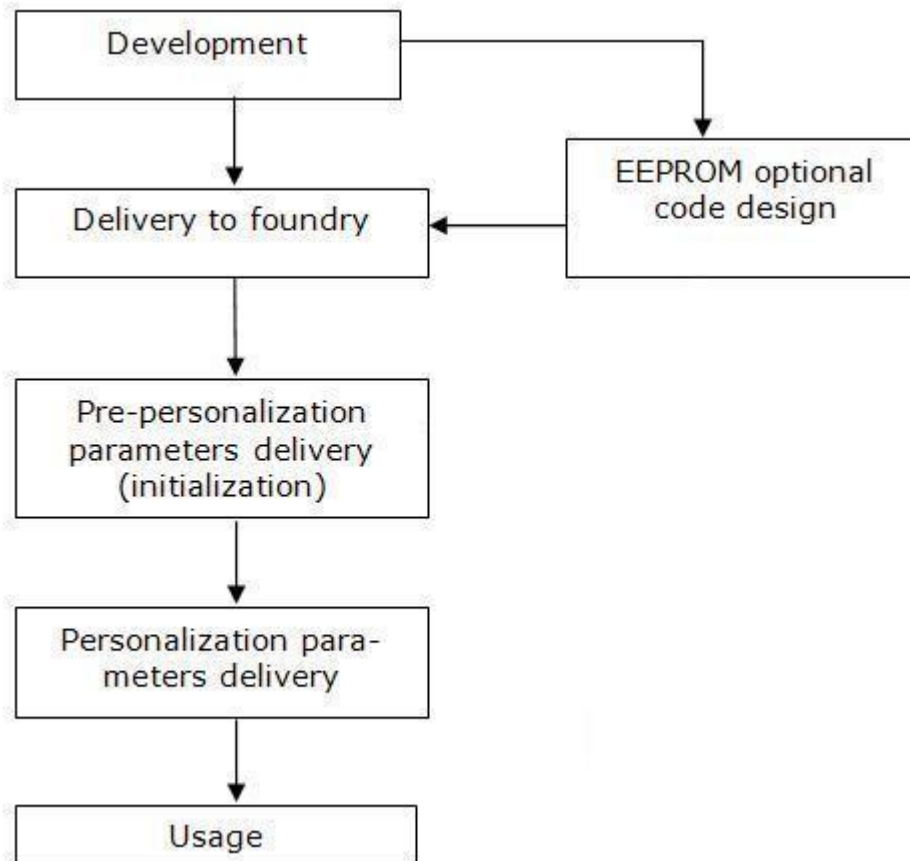 Development
EEPROM optional
code design
Delivery to foundry
Pre-personalization
parameters delivery
(initialization)
Personalization para-
meters delivery
Usage